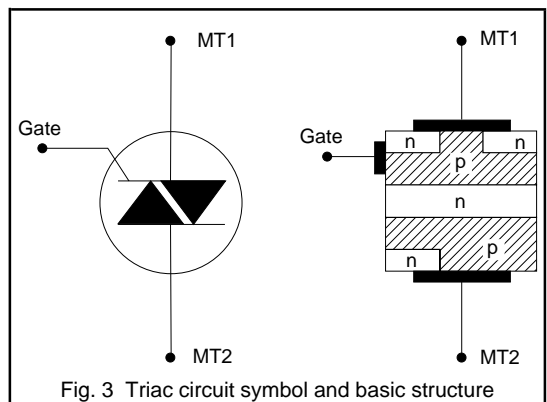 MT1
MT1
Gate
Gate
n
n
p
n
p
n
MT2
MT2
Fig. 3 Triac circuit symbol and basic structure